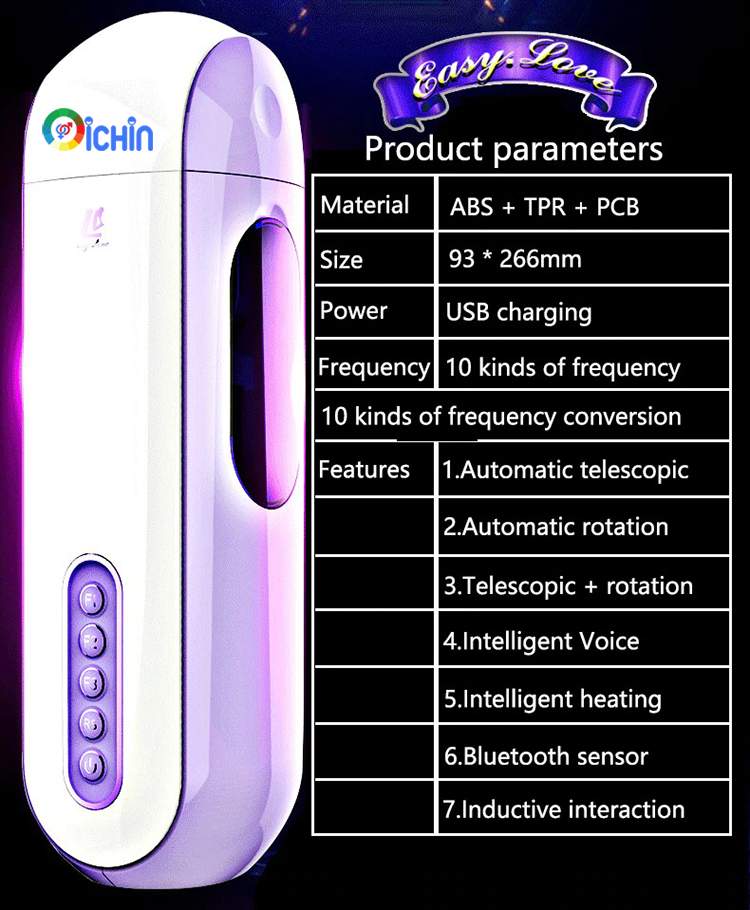 Easy.Love
Oichin
Product parameters
Material ABS + TPR + PCB
Size 93 * 266mm
Power USB charging
Frequency 10 kinds of frequency
10 kinds of frequency conversion
Features 1.Automatic telescopic
2.Automatic rotation
3.Telescopic + rotation
4.Intelligent Voice
5.Intelligent heating
6.Bluetooth sensor
7.Inductive interaction
F1
F2
F3